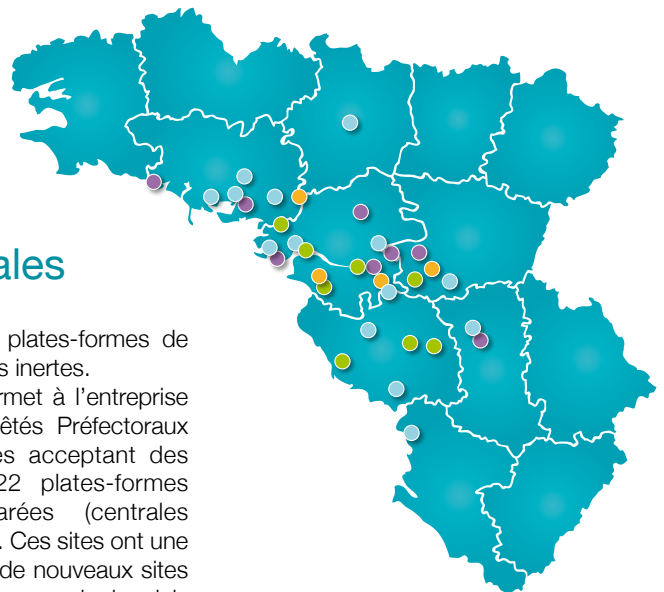 ales
plates-formes de
s inertes.
rmet à l’entreprise
êtés Préfectoraux
es acceptant des
22 plates-formes
arées (centrales
. Ces sites ont une
de nouveaux sites